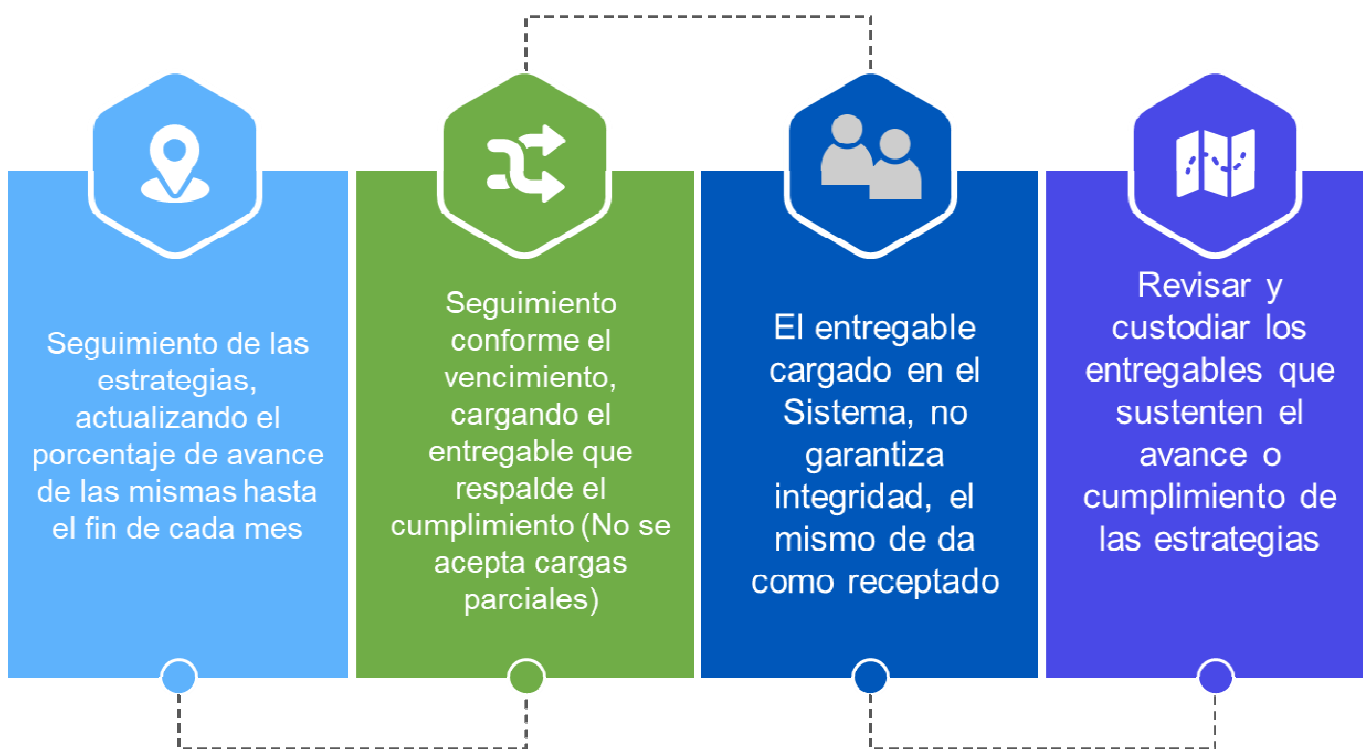 Seguimiento de las
estrategias,
actualizando el
porcentaje de avance
de las mismas hasta
el fin de cada mes
Seguimiento
conforme el
vencimiento,
cargando el
entregable que
respalde el
cumplimiento (No se
acepta cargas
parciales)
El entregable
cargado en el
Sistema, no
garantiza
integridad, el
mismo de da
como receptado
Revisar y
custodiar los
entregables que
sustenten el
avance o
cumplimiento de
las estrategias